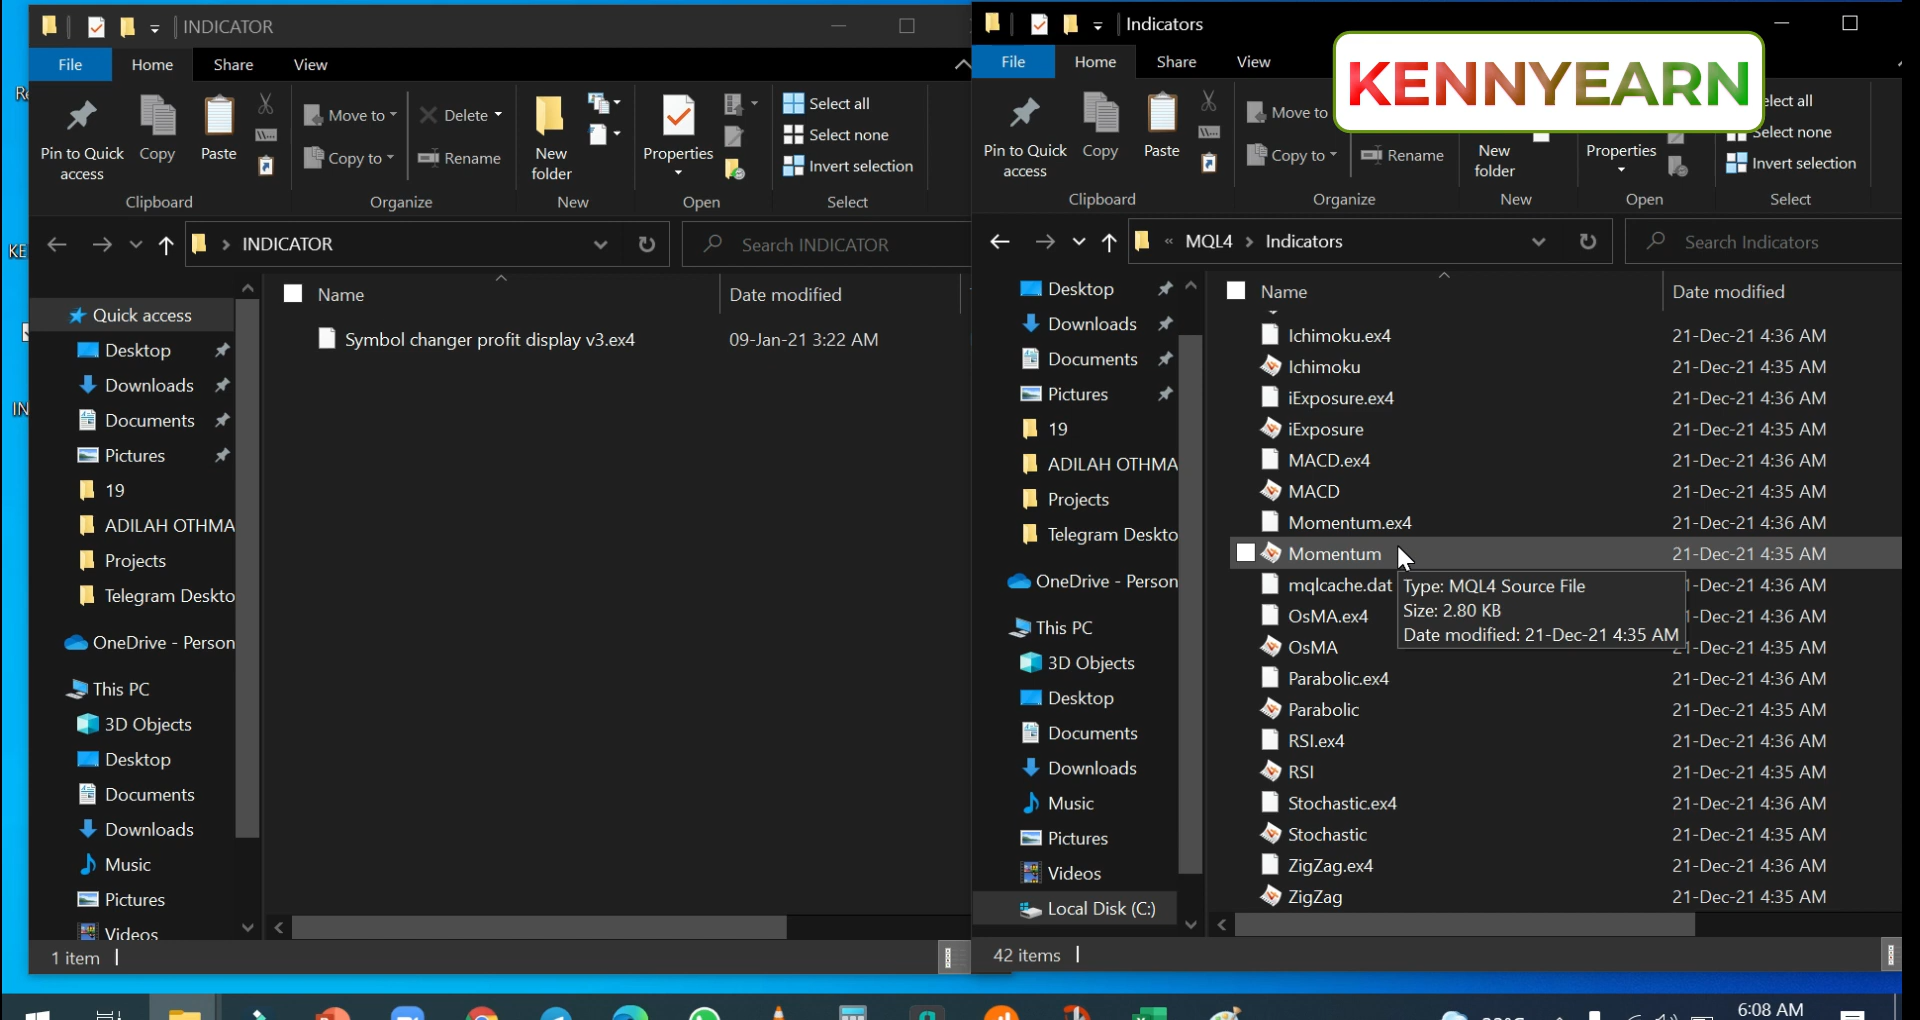 INDICATOR
File Home Share View
Pin to Quick access
Copy
Paste
Move to
Copy to
Delete
Rename
New folder
Properties
Select all
Select none
Invert selection
Clipboard
Organize
New
Open
Select
INDICATOR
Search INDICATOR
Quick access
Desktop
Downloads
Documents
Pictures
19
ADILAH OTHMA
Projects
Telegram Deskto
OneDrive - Person
This PC
3D Objects
Desktop
Documents
Downloads
Music
Pictures
Videos
Name Date modified
Symbol changer profit display v3.ex4 09-Jan-21 3:22 AM
1 item
Indicators
KENNYEARN
File Home Share View
Pin to Quick access
Copy
Paste
Move to
Copy to
Rename
New folder
Properties
elect all
Select none
Invert selection
Clipboard
Organize
New
Open
Select
« MQL4 > Indicators
Search Indicators
Desktop
Downloads
Documents
Pictures
19
ADILAH OTHMA
Projects
Telegram Deskto
OneDrive - Person
This PC
3D Objects
Desktop
Documents
Downloads
Music
Pictures
Videos
Local Disk (C:)
Name Date modified
Ichimoku.ex4 21-Dec-21 4:36 AM
Ichimoku 21-Dec-21 4:35 AM
iExposure.ex4 21-Dec-21 4:36 AM
iExposure 21-Dec-21 4:35 AM
MACD.ex4 21-Dec-21 4:36 AM
MACD 21-Dec-21 4:35 AM
Momentum.ex4 21-Dec-21 4:36 AM
Momentum 21-Dec-21 4:35 AM
mqlcache.dat 1-Dec-21 4:36 AM
OsMA.ex4 1-Dec-21 4:36 AM
OsMA 21-Dec-21 4:35 AM
Type: MQL4 Source File
Size: 2.80 KB
Date modified: 21-Dec-21 4:35 AM
Parabolic.ex4 21-Dec-21 4:36 AM
Parabolic 21-Dec-21 4:35 AM
RSI.ex4 21-Dec-21 4:36 AM
RSI 21-Dec-21 4:35 AM
Stochastic.ex4 21-Dec-21 4:36 AM
Stochastic 21-Dec-21 4:35 AM
ZigZag.ex4 21-Dec-21 4:36 AM
ZigZag 21-Dec-21 4:35 AM
42 items
6:08 AM